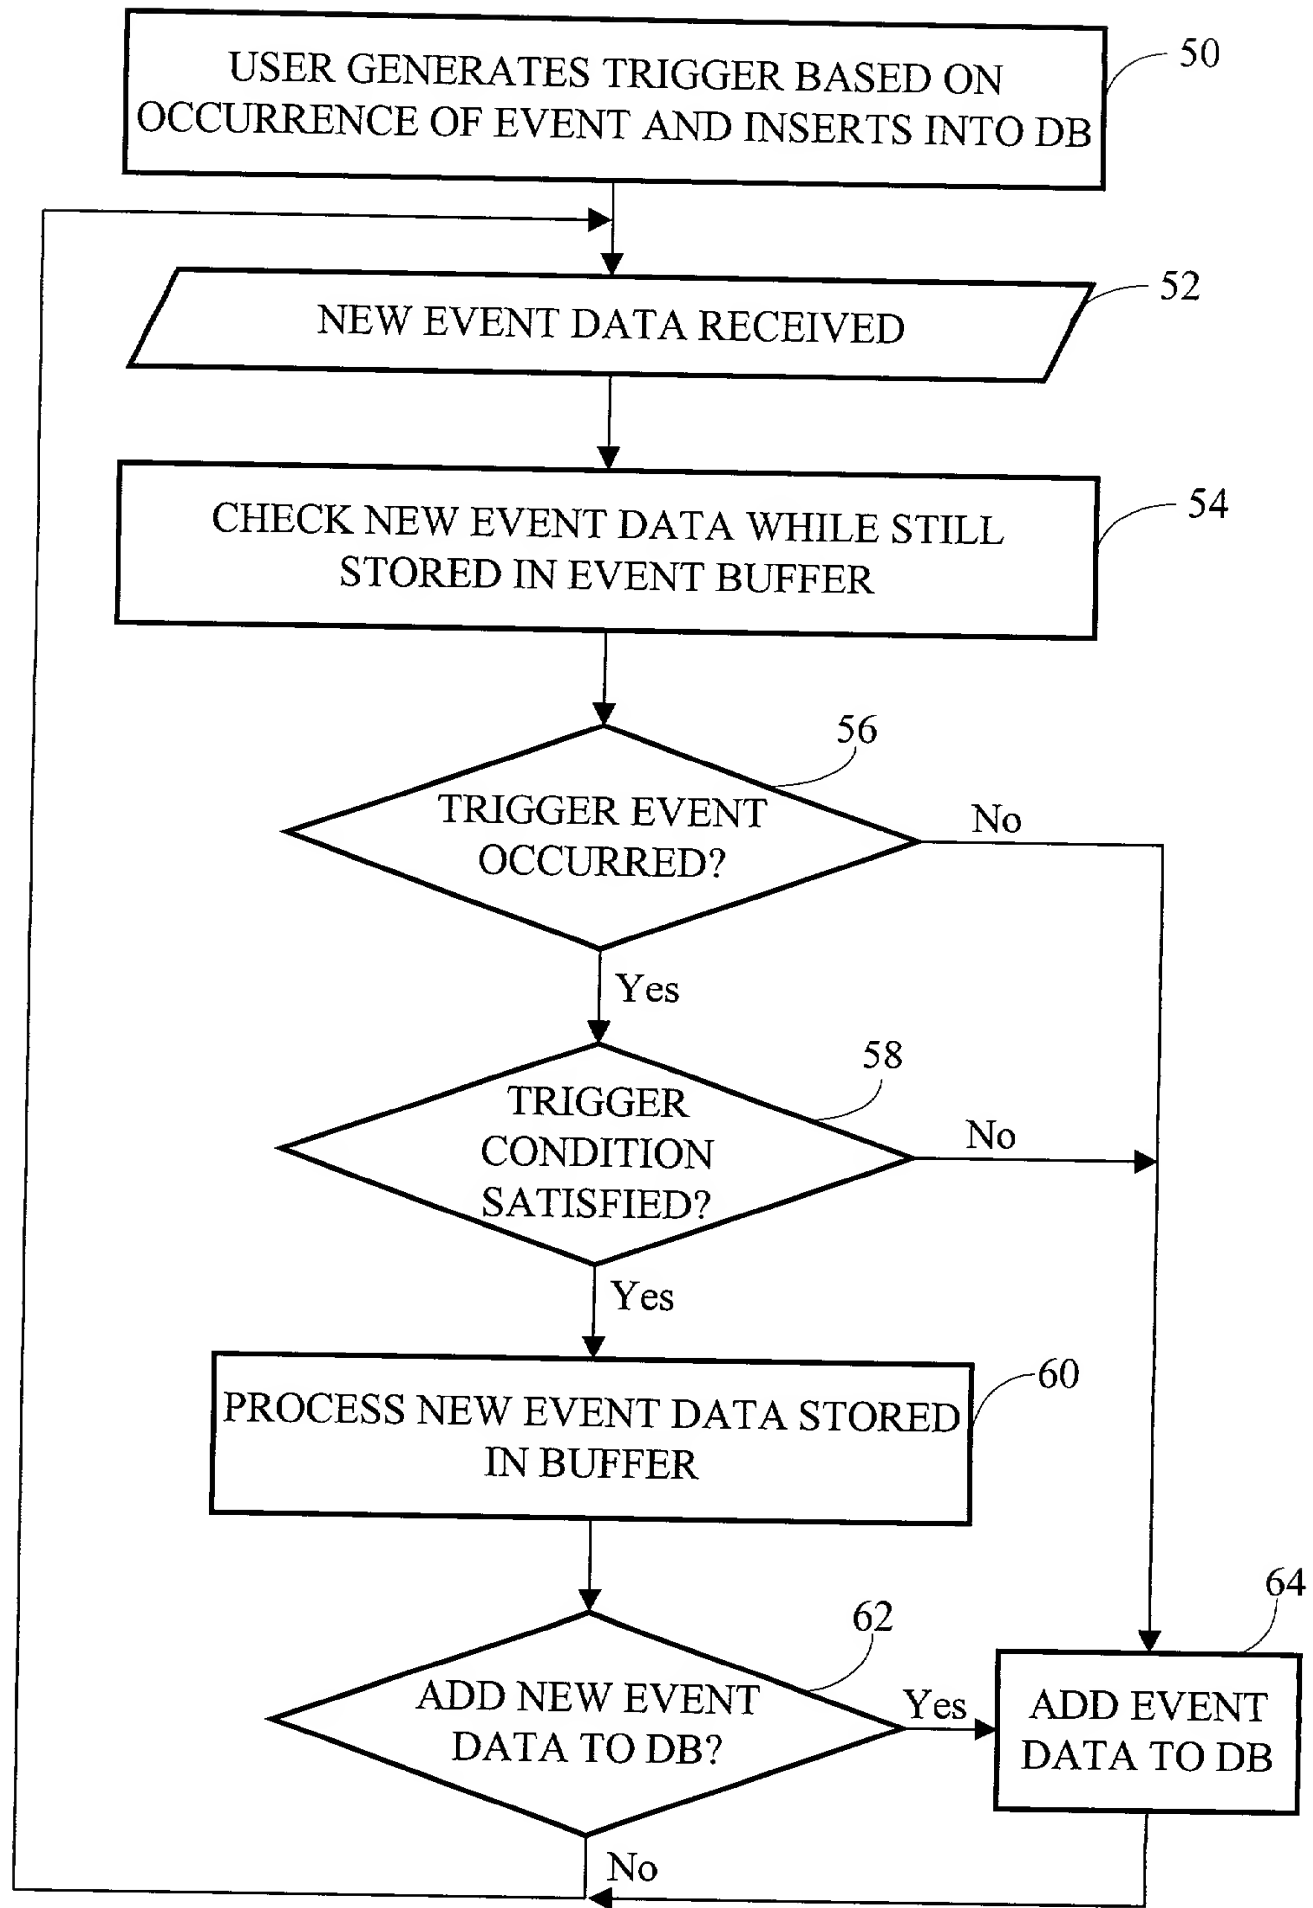 USER GENERATES TRIGGER BASED ON
OCCURRENCE OF EVENT AND INSERTS INTO DB
50
NEW EVENT DATA RECEIVED
52
CHECK NEW EVENT DATA WHILE STILL
STORED IN EVENT BUFFER
54
56
TRIGGER EVENT
OCCURRED?
No
Yes
58
TRIGGER
CONDITION
SATISFIED?
No
Yes
60
PROCESS NEW EVENT DATA STORED
IN BUFFER
62
ADD NEW EVENT
DATA TO DB?
Yes
64
ADD EVENT
DATA TO DB
No